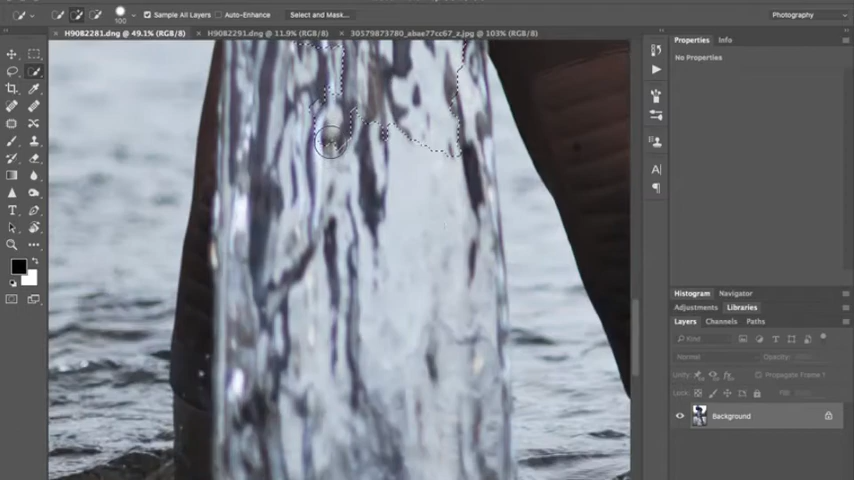 100 Sample All Layers Auto-Enhance Select and Mask... Photography
H9082281.dng @ 49.1% (RGB/8) H9082291.dng @ 11.9% (RGB/8) 30579873780_abae77cc67_z.jpg @ 103% (RGB/8)
Properties Info
No Properties
Histogram Navigator
Adjustments Libraries
Layers Channels Paths
Kind
Normal Opacity:
Unify: Propagate Frame 1
Lock: Fill:
Background